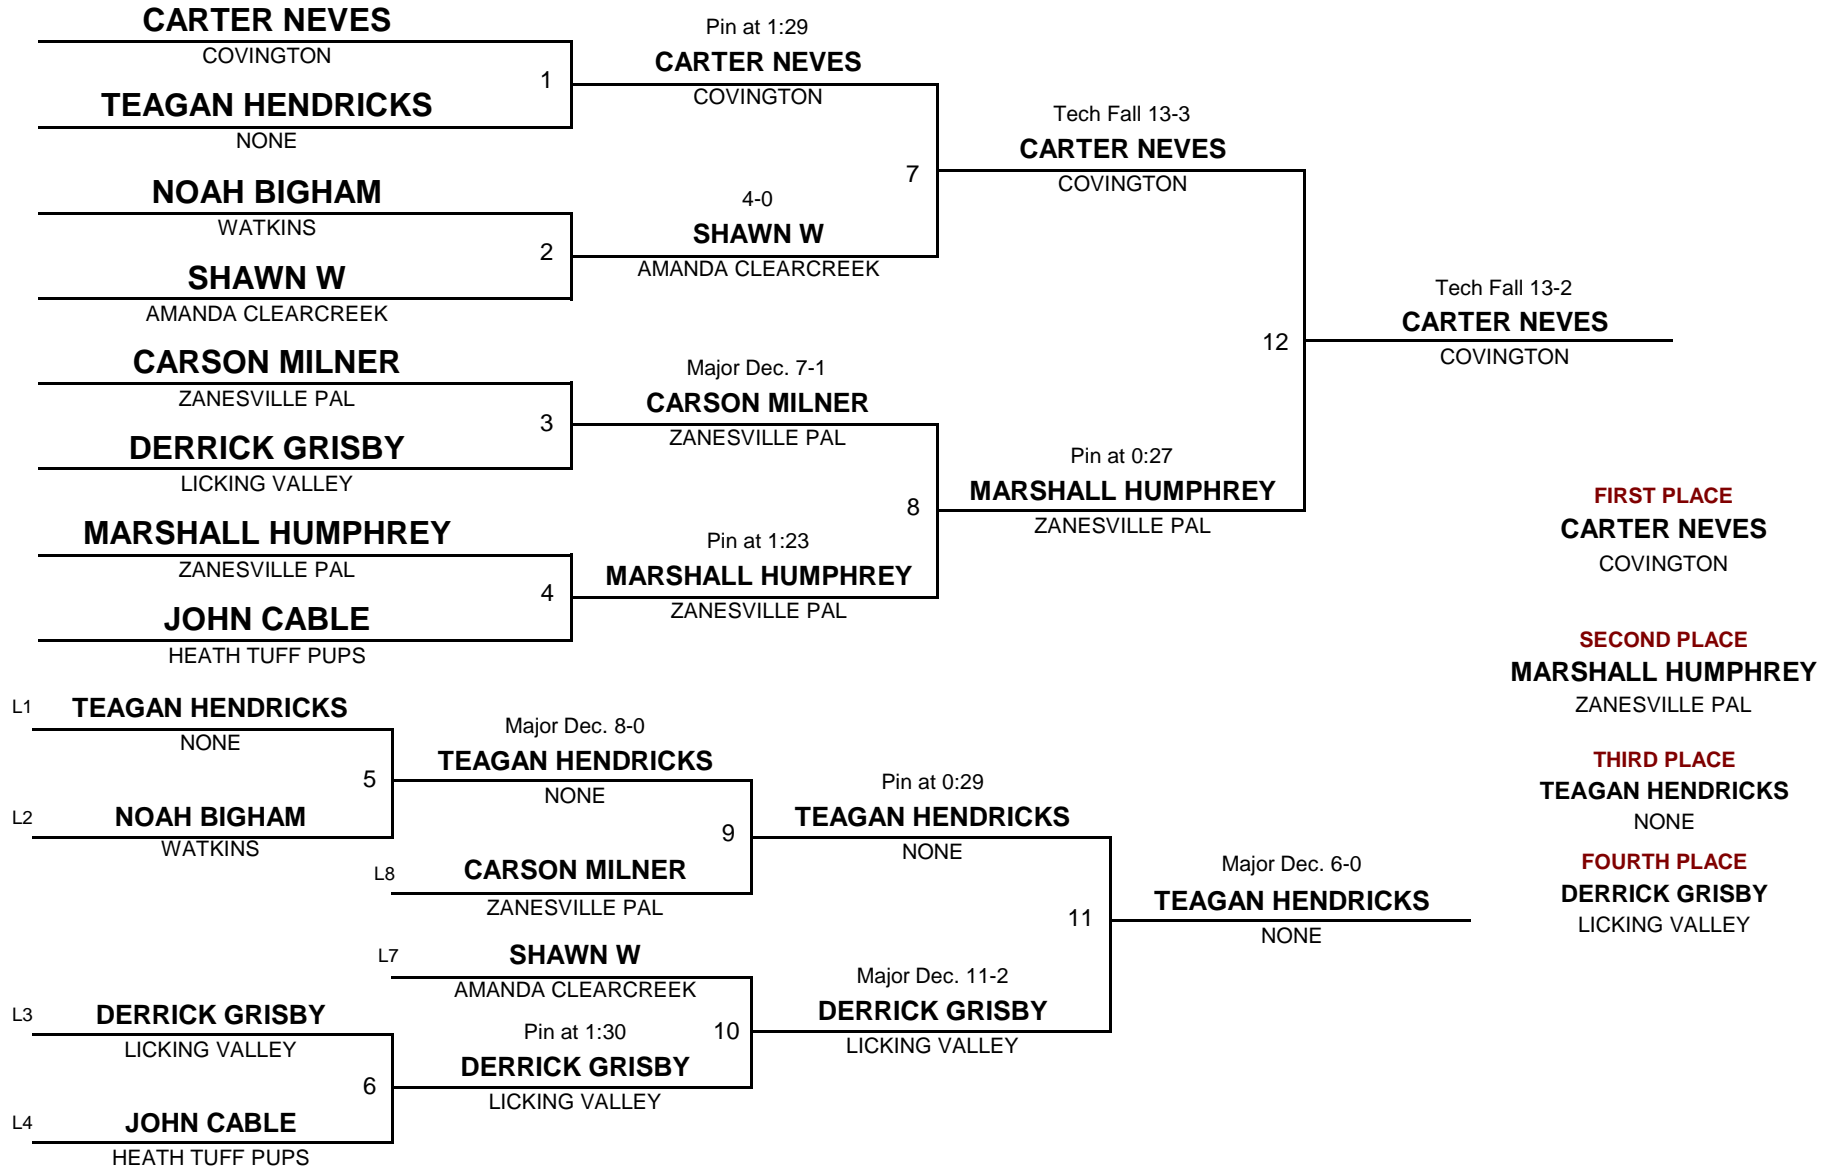 CARTER NEVES
COVINGTON
1
TEAGAN HENDRICKS
NONE
NOAH BIGHAM
WATKINS
2
SHAWN W
AMANDA CLEARCREEK
CARSON MILNER
ZANESVILLE PAL
3
DERRICK GRISBY
LICKING VALLEY
MARSHALL HUMPHREY
ZANESVILLE PAL
4
JOHN CABLE
HEATH TUFF PUPS
Pin at 1:29
CARTER NEVES
COVINGTON
7
4-0
SHAWN W
AMANDA CLEARCREEK
Major Dec. 7-1
CARSON MILNER
ZANESVILLE PAL
8
Pin at 1:23
MARSHALL HUMPHREY
ZANESVILLE PAL
Tech Fall 13-3
CARTER NEVES
COVINGTON
12
Pin at 0:27
MARSHALL HUMPHREY
ZANESVILLE PAL
Tech Fall 13-2
CARTER NEVES
COVINGTON
FIRST PLACE
CARTER NEVES
COVINGTON
SECOND PLACE
MARSHALL HUMPHREY
ZANESVILLE PAL
THIRD PLACE
TEAGAN HENDRICKS
NONE
FOURTH PLACE
DERRICK GRISBY
LICKING VALLEY
L1 TEAGAN HENDRICKS
NONE
5
L2 NOAH BIGHAM
WATKINS
L3 DERRICK GRISBY
LICKING VALLEY
6
L4 JOHN CABLE
HEATH TUFF PUPS
Major Dec. 8-0
TEAGAN HENDRICKS
NONE
9
L8 CARSON MILNER
ZANESVILLE PAL
L7 SHAWN W
AMANDA CLEARCREEK
10
Pin at 1:30
DERRICK GRISBY
LICKING VALLEY
Pin at 0:29
TEAGAN HENDRICKS
NONE
11
Major Dec. 11-2
DERRICK GRISBY
LICKING VALLEY
Major Dec. 6-0
TEAGAN HENDRICKS
NONE